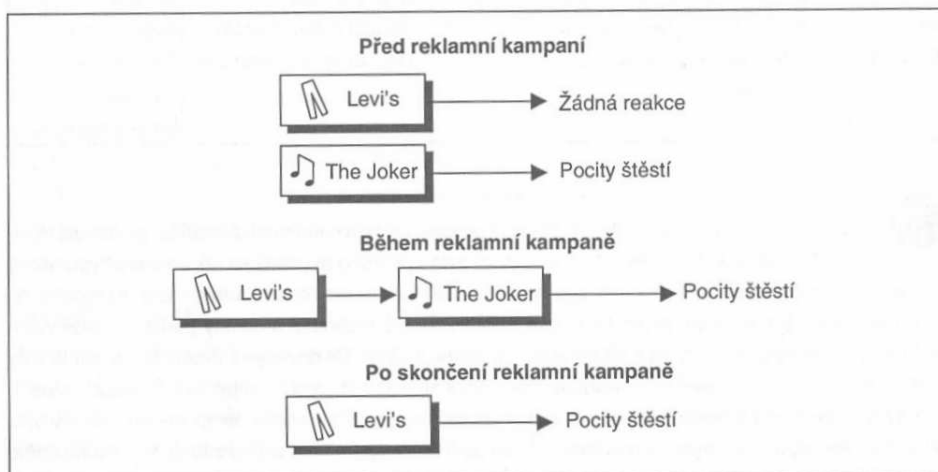 Před reklamní kampaní
Levi's Žádná reakce
The Joker Pocity štěstí
Během reklamní kampaně
Levi's The Joker Pocity štěstí
Po skončení reklamní kampaně
Levi's Pocity štěstí